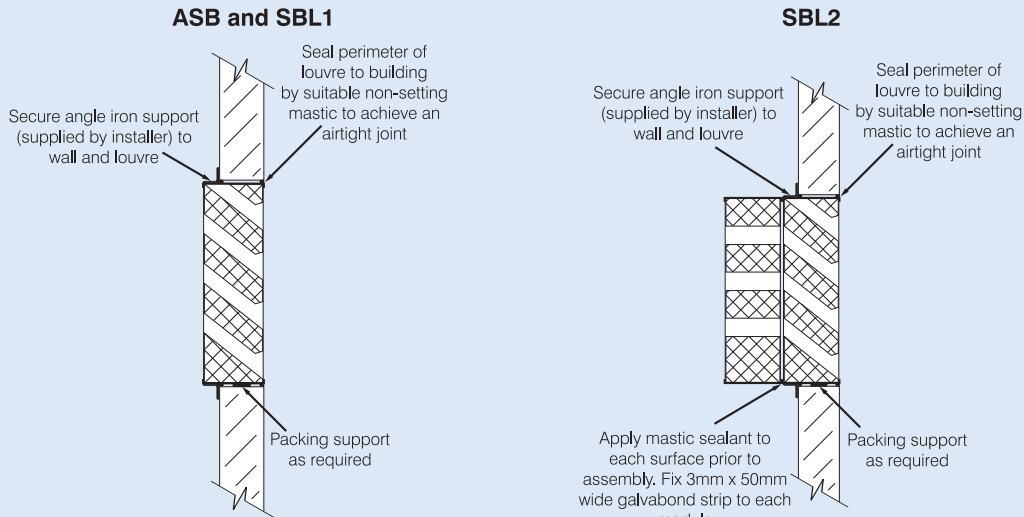 ASB and SBL1
Seal perimeter of
louvre to building
by suitable non-setting
mastic to achieve an
airtight joint
Secure angle iron support
(supplied by installer) to
wall and louvre
Packing support
as required
SBL2
Seal perimeter of
louvre to building
by suitable non-setting
mastic to achieve an
airtight joint
Secure angle iron support
(supplied by installer) to
wall and louvre
Apply mastic sealant to
each surface prior to
assembly. Fix 3mm x 50mm
wide galvabond strip to each
Packing support
as required